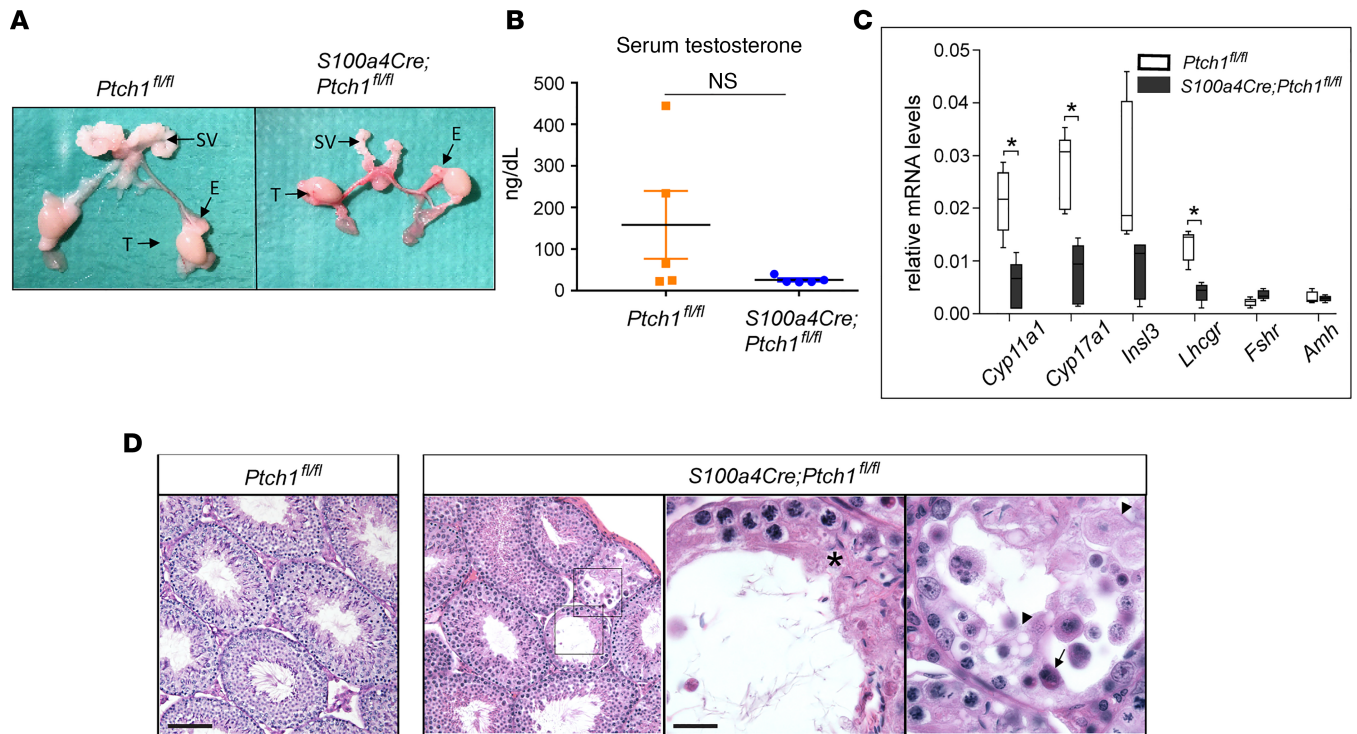 A
Ptch1fl/fl
S100a4Cre;
Ptch1fl/fl
SV
E
T
SV
E
T
B
Serum testosterone
NS
ng/dL
500
400
300
200
100
0
Ptch1fl/fl
S100a4Cre;
Ptch1fl/fl
C
relative mRNA levels
0.05
0.04
0.03
0.02
0.01
0.00
Ptch1fl/fl
S100a4Cre;Ptch1fl/fl
*
*
*
Cyp11a1
Cyp17a1
Insl3
Lhcgr
Fshr
Amh
D
Ptch1fl/fl
S100a4Cre;Ptch1fl/fl
*